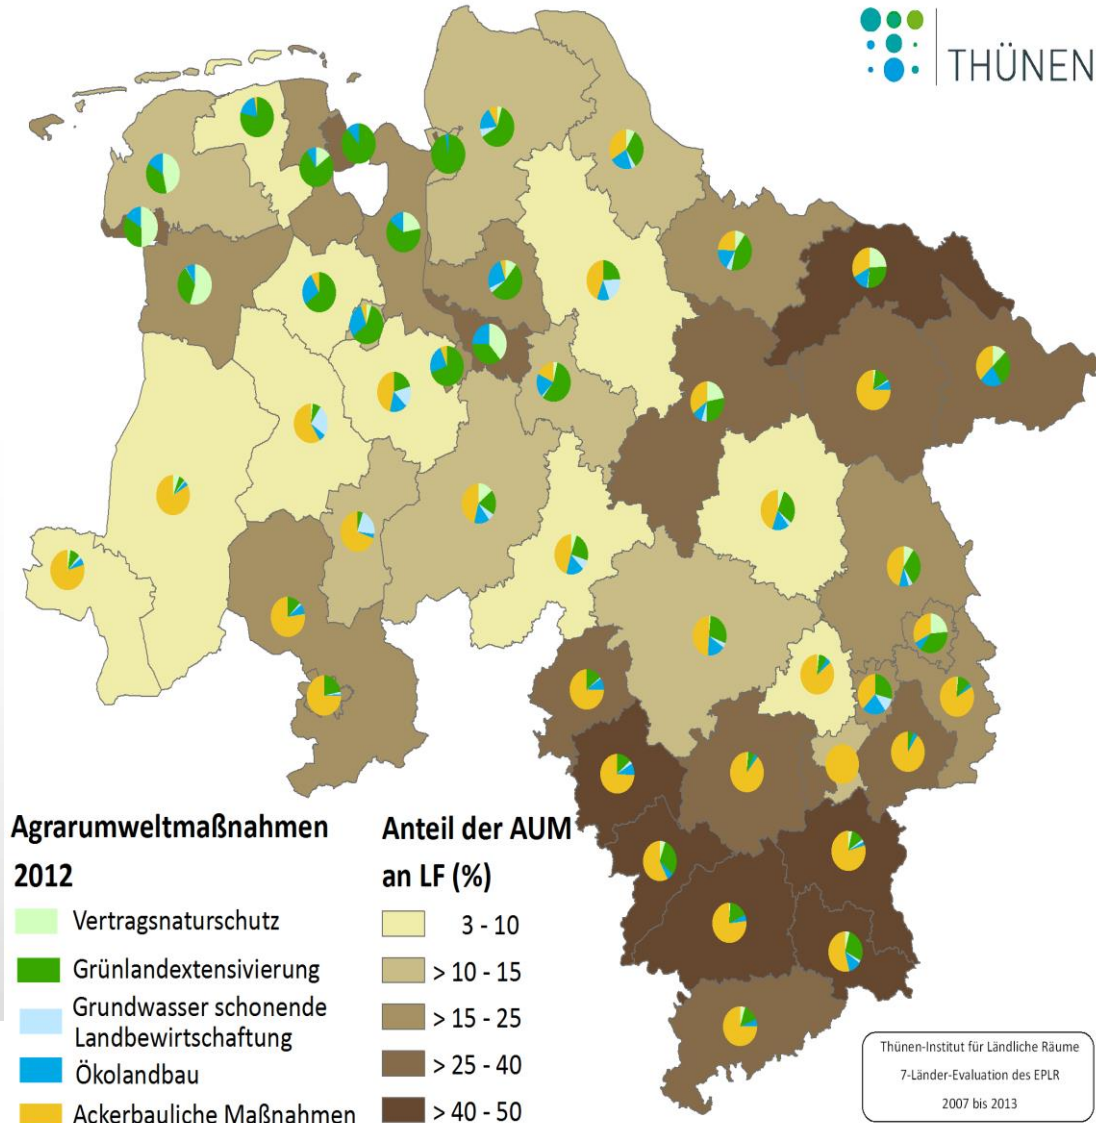 THÜNEN
Agrarumweltmaßnahmen
2012
Vertragsnaturschutz
Grünlandextensivierung
Grundwasser schonende
Landbewirtschaftung
Ökolandbau
Ackerbauliche Maßnahmen
Anteil der AUM
an LF (%)
3 - 10
> 10 - 15
> 15 - 25
> 25 - 40
> 40 - 50
Thünen-Institut für Ländliche Räume
7-Länder-Evaluation des EPLR
2007 bis 2013